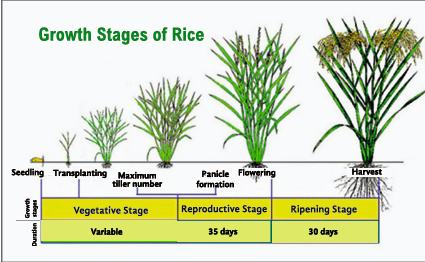 Growth Stages of Rice
Seedling Transplanting Maximum tiller number Panicle formation Flowering Harvest
Growth stages Vegetative Stage Reproductive Stage Ripening Stage
Duration Variable 35 days 30 days